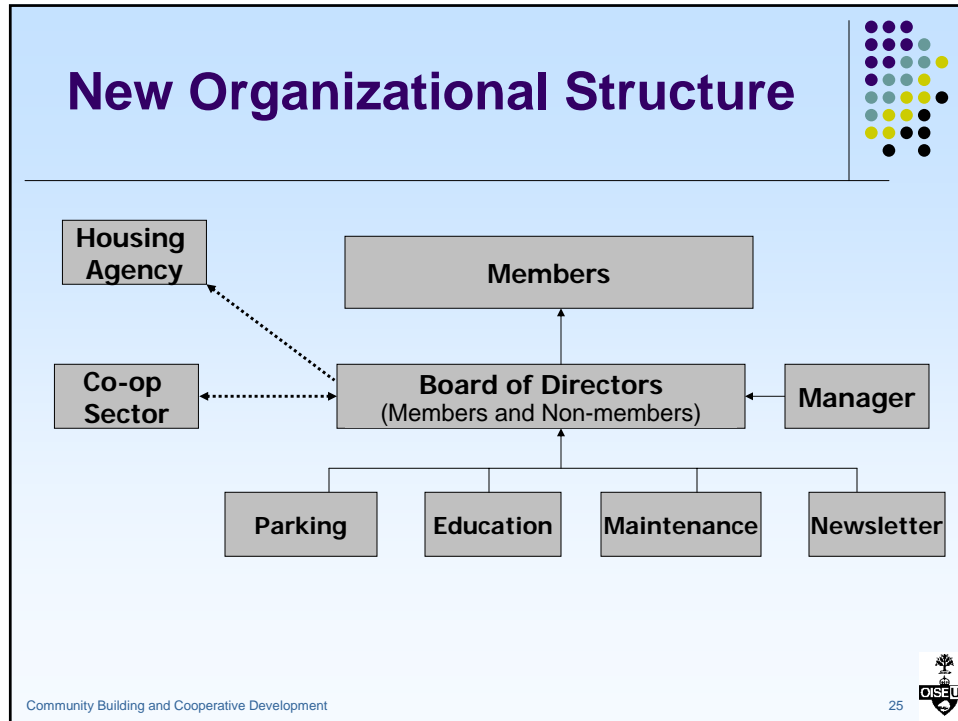 New Organizational Structure
Housing
Agency
Members
Co-op
Sector
Board of Directors
(Members and Non-members)
Manager
Parking
Education
Maintenance
Newsletter
Community Building and Cooperative Development
25
OISE